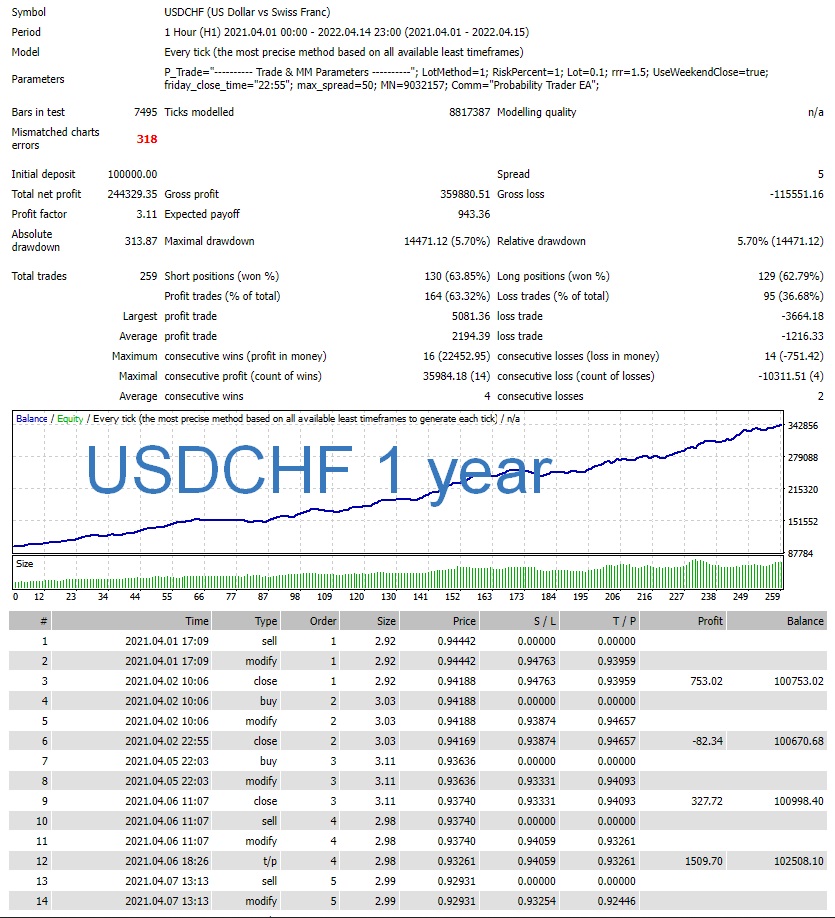 Symbol USDCHF (US Dollar vs Swiss Franc)
Period 1 Hour (H1) 2021.04.01 00:00 - 2022.04.14 23:00 (2021.04.01 - 2022.04.15)
Model Every tick (the most precise method based on all available least timeframes)
Parameters P_Trade="---------- Trade & MM Parameters ----------"; LotMethod=1; RiskPercent=1; Lot=0.1; rrr=1.5; UseWeekendClose=true;
friday_close_time="22:55"; max_spread=50; MN=9032157; Comm="Probability Trader EA";
Bars in test 7495 Ticks modelled 8817387 Modelling quality n/a
Mismatched charts
errors 318
Initial deposit 100000.00 Spread 5
Total net profit 244329.35 Gross profit 359880.51 Gross loss -115551.16
Profit factor 3.11 Expected payoff 943.36
Absolute
drawdown 313.87 Maximal drawdown 14471.12 (5.70%) Relative drawdown 5.70% (14471.12)
Total trades 259 Short positions (won %) 130 (63.85%) Long positions (won %) 129 (62.79%)
Profit trades (% of total) 164 (63.32%) Loss trades (% of total) 95 (36.68%)
Largest profit trade 5081.36 loss trade -3664.18
Average profit trade 2194.39 loss trade -1216.33
Maximum consecutive wins (profit in money) 16 (22452.95) consecutive losses (loss in money) 14 (-751.42)
Maximal consecutive profit (count of wins) 35984.18 (14) consecutive loss (count of losses) -10311.51 (4)
Average consecutive wins 4 consecutive losses 2
Balance / Equity / Every tick (the most precise method based on all available least timeframes to generate each tick) / n/a
342856
USDCHF 1 year
279088
215320
151552
87784
Size
0 12 23 34 44 55 66 77 87 98 109 120 130 141 152 163 173 184 195 206 216 227 238 249 259
# Time Type Order Size Price S / L T / P Profit Balance
1 2021.04.01 17:09 sell 1 2.92 0.94442 0.00000 0.00000
2 2021.04.01 17:09 modify 1 2.92 0.94442 0.94763 0.93959
3 2021.04.02 10:06 close 1 2.92 0.94188 0.94763 0.93959 753.02 100753.02
4 2021.04.02 10:06 buy 2 3.03 0.94188 0.00000 0.00000
5 2021.04.02 10:06 modify 2 3.03 0.94188 0.93874 0.94657
6 2021.04.02 22:55 close 2 3.03 0.94169 0.93874 0.94657 -82.34 100670.68
7 2021.04.05 22:03 buy 3 3.11 0.93636 0.00000 0.00000
8 2021.04.05 22:03 modify 3 3.11 0.93636 0.93331 0.94093
9 2021.04.06 11:07 close 3 3.11 0.93740 0.93331 0.94093 327.72 100998.40
10 2021.04.06 11:07 sell 4 2.98 0.93740 0.00000 0.00000
11 2021.04.06 11:07 modify 4 2.98 0.93740 0.94059 0.93261
12 2021.04.06 18:26 t/p 4 2.98 0.93261 0.94059 0.93261 1509.70 102508.10
13 2021.04.07 13:13 sell 5 2.99 0.92931 0.00000 0.00000
14 2021.04.07 13:13 modify 5 2.99 0.92931 0.93254 0.92446